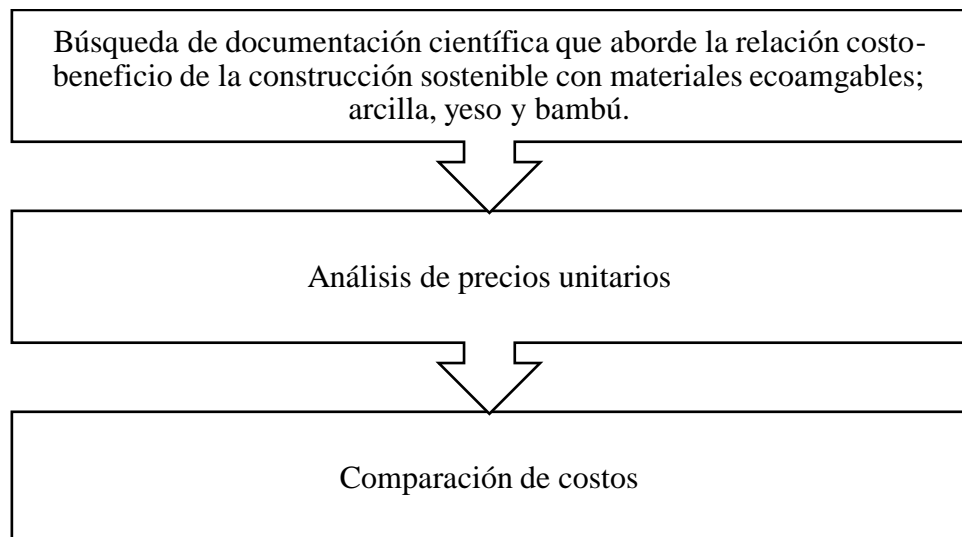 Búsqueda de documentación científica que aborde la relación costo-
beneficio de la construcción sostenible con materiales ecoamgables;
arcilla, yeso y bambú.
Análisis de precios unitarios
Comparación de costos